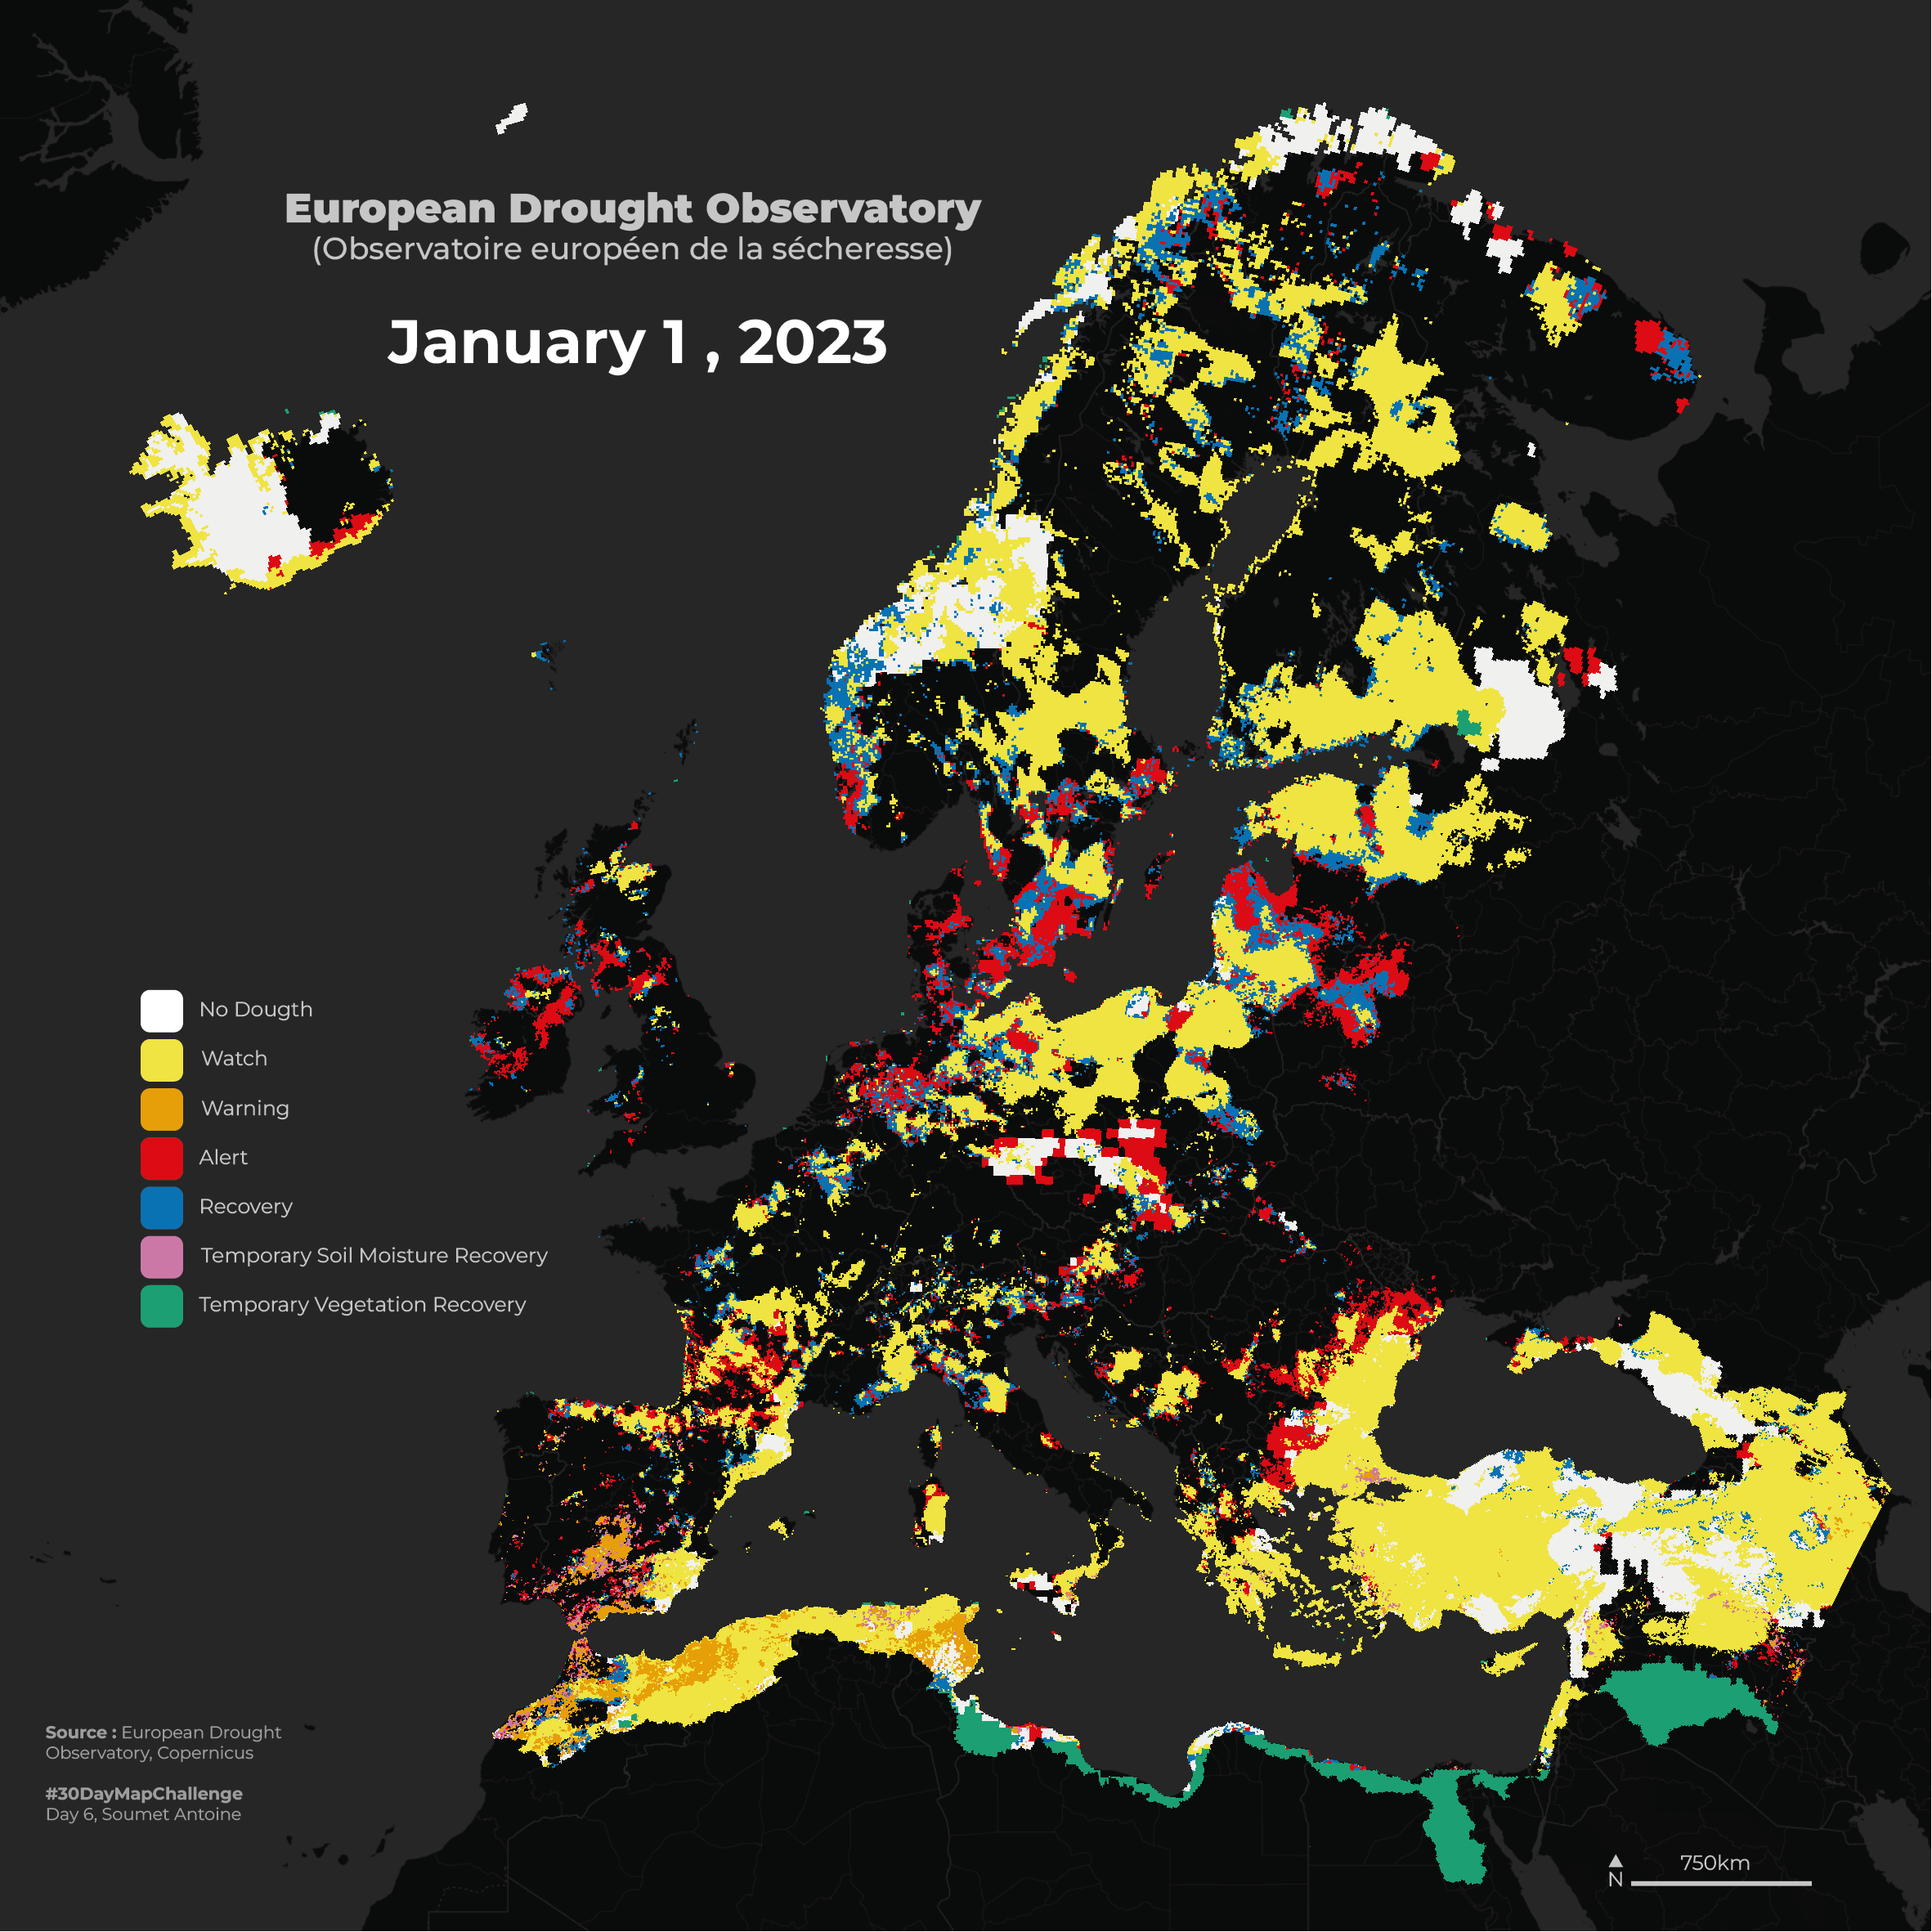 European Drought Observatory
(Observatoire européen de la sécheresse)
January 1 , 2023
No Dougth
Watch
Warning
Alert
Recovery
Temporary Soil Moisture Recovery
Temporary Vegetation Recovery
Source : European Drought
Observatory, Copernicus
#30DayMapChallenge
Day 6, Soumet Antoine
750km
N